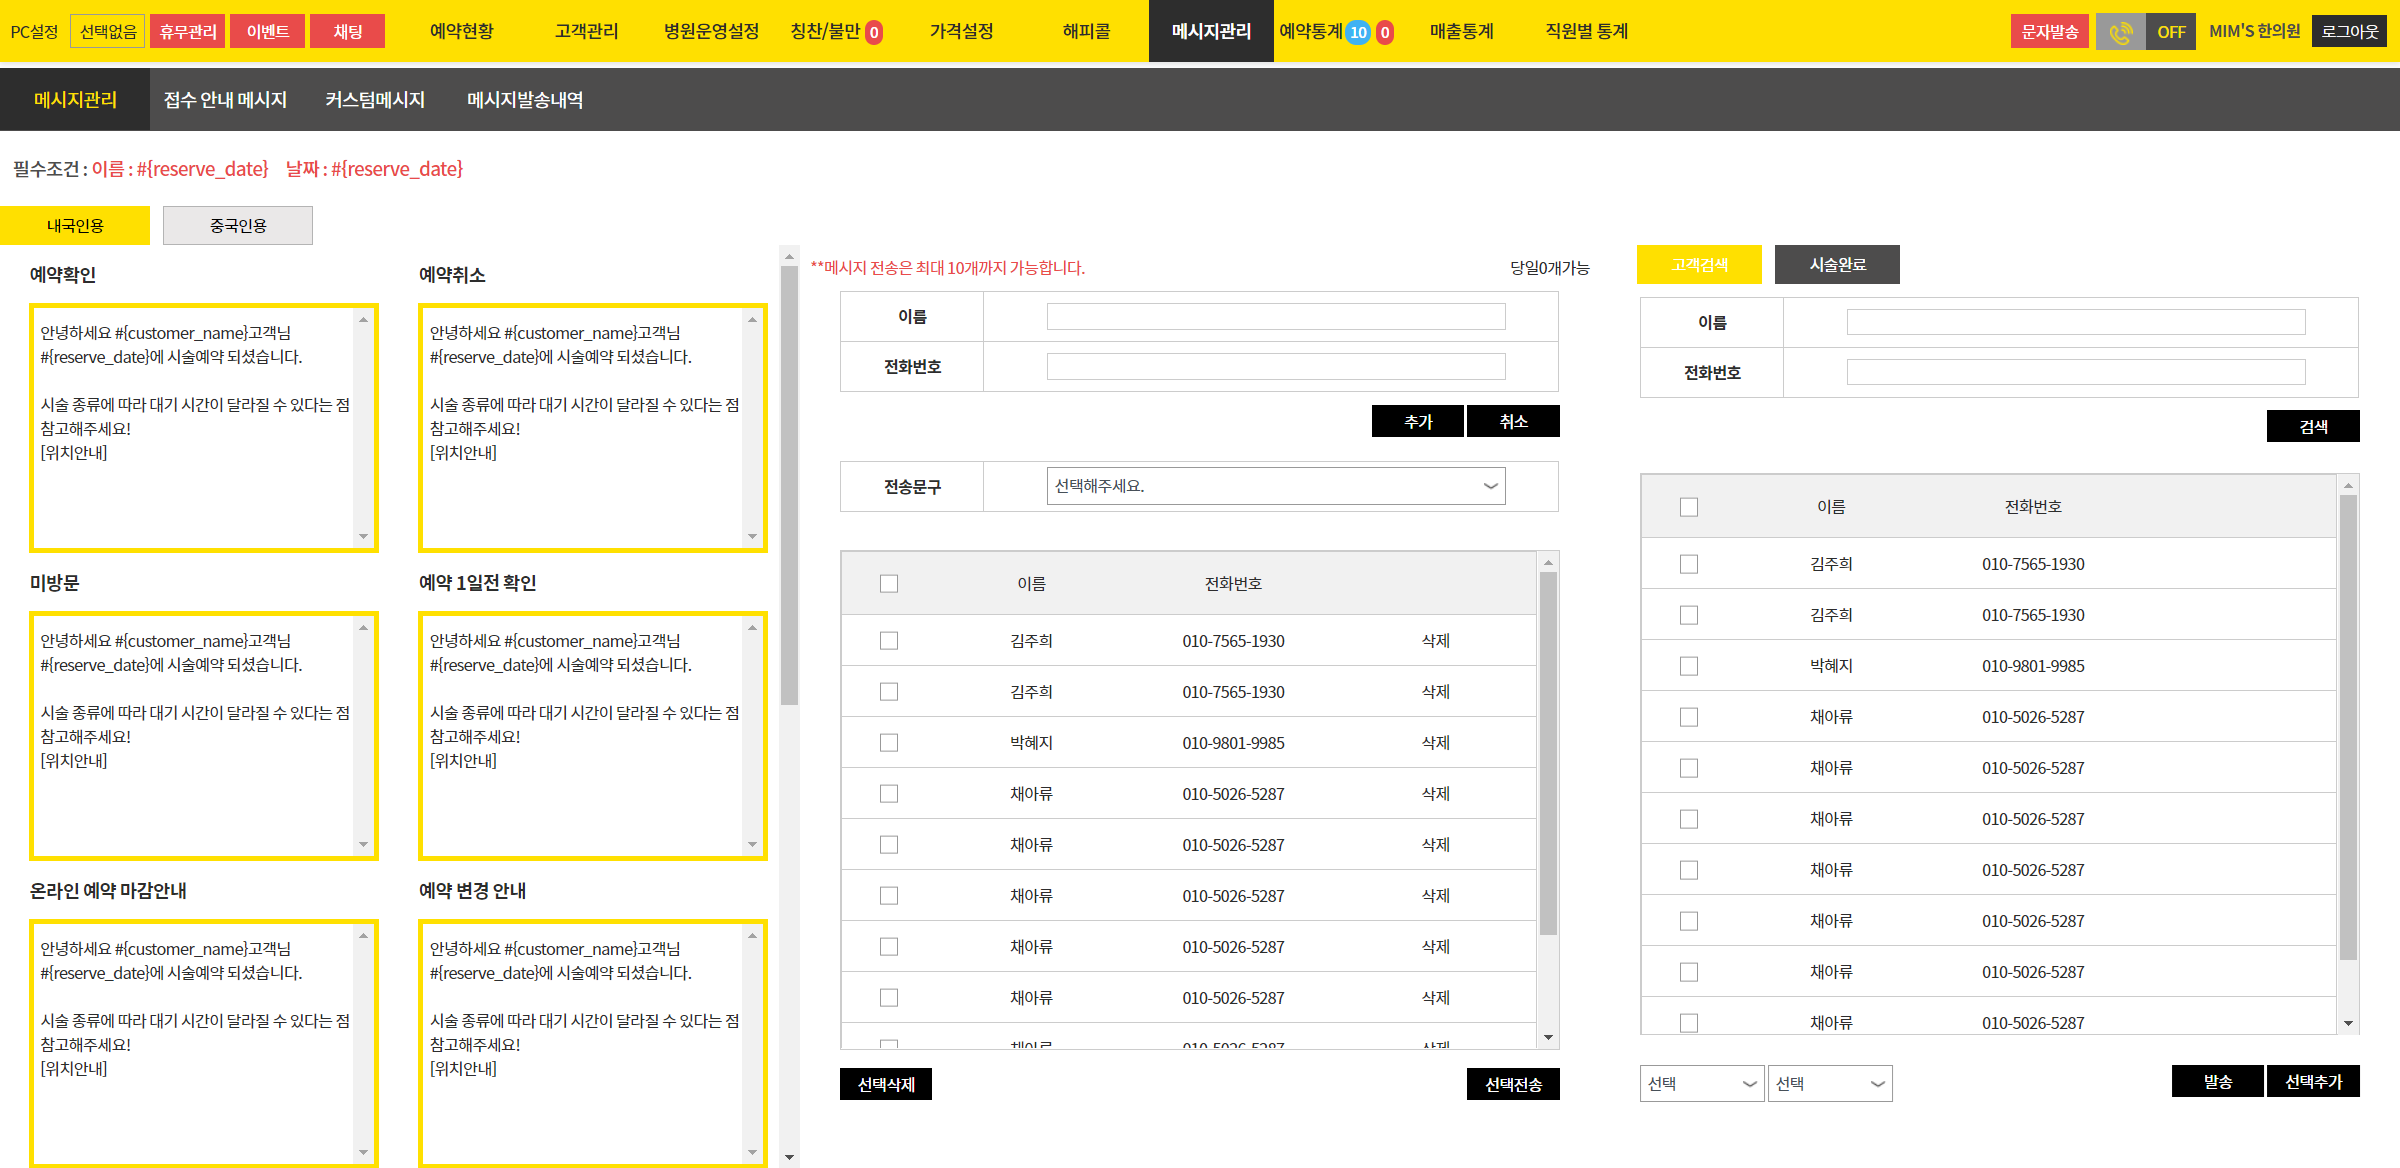 PC설정 선택없음 휴무관리 이벤트 채팅 예약현황 고객관리 병원운영설정 칭찬/불만 0 가격설정 해피콜 메시지관리 예약통계 10 0 매출통계 직원별 통계 문자발송 OFF MIM'S 한의원 로그아웃
메시지관리 접수 안내 메시지 커스텀메시지 메시지발송내역
필수조건 : 이름 : #{reserve_date} 날짜 : #{reserve_date}
내국인용 중국인용
예약확인
안녕하세요 #{customer_name}고객님
#{reserve_date}에 시술예약 되셨습니다.
시술 종류에 따라 대기 시간이 달라질 수 있다는 점
참고해주세요!
[위치안내]
예약취소
안녕하세요 #{customer_name}고객님
#{reserve_date}에 시술예약 되셨습니다.
시술 종류에 따라 대기 시간이 달라질 수 있다는 점
참고해주세요!
[위치안내]
미방문
안녕하세요 #{customer_name}고객님
#{reserve_date}에 시술예약 되셨습니다.
시술 종류에 따라 대기 시간이 달라질 수 있다는 점
참고해주세요!
[위치안내]
예약 1일전 확인
안녕하세요 #{customer_name}고객님
#{reserve_date}에 시술예약 되셨습니다.
시술 종류에 따라 대기 시간이 달라질 수 있다는 점
참고해주세요!
[위치안내]
온라인 예약 마감안내
안녕하세요 #{customer_name}고객님
#{reserve_date}에 시술예약 되셨습니다.
시술 종류에 따라 대기 시간이 달라질 수 있다는 점
참고해주세요!
[위치안내]
예약 변경 안내
안녕하세요 #{customer_name}고객님
#{reserve_date}에 시술예약 되셨습니다.
시술 종류에 따라 대기 시간이 달라질 수 있다는 점
참고해주세요!
[위치안내]
**메시지 전송은 최대 10개까지 가능합니다. 당일0개가능
이름
전화번호
추가 취소
전송문구 선택해주세요.
이름 전화번호
김주희 010-7565-1930 삭제
김주희 010-7565-1930 삭제
박혜지 010-9801-9985 삭제
채아류 010-5026-5287 삭제
채아류 010-5026-5287 삭제
채아류 010-5026-5287 삭제
채아류 010-5026-5287 삭제
채아류 010-5026-5287 삭제
채아류 010-5026-5287 삭제
선택삭제 선택전송
고객검색 시술완료
이름
전화번호
검색
이름 전화번호
김주희 010-7565-1930
김주희 010-7565-1930
박혜지 010-9801-9985
채아류 010-5026-5287
채아류 010-5026-5287
채아류 010-5026-5287
채아류 010-5026-5287
채아류 010-5026-5287
채아류 010-5026-5287
채아류 010-5026-5287
선택 선택 발송 선택추가